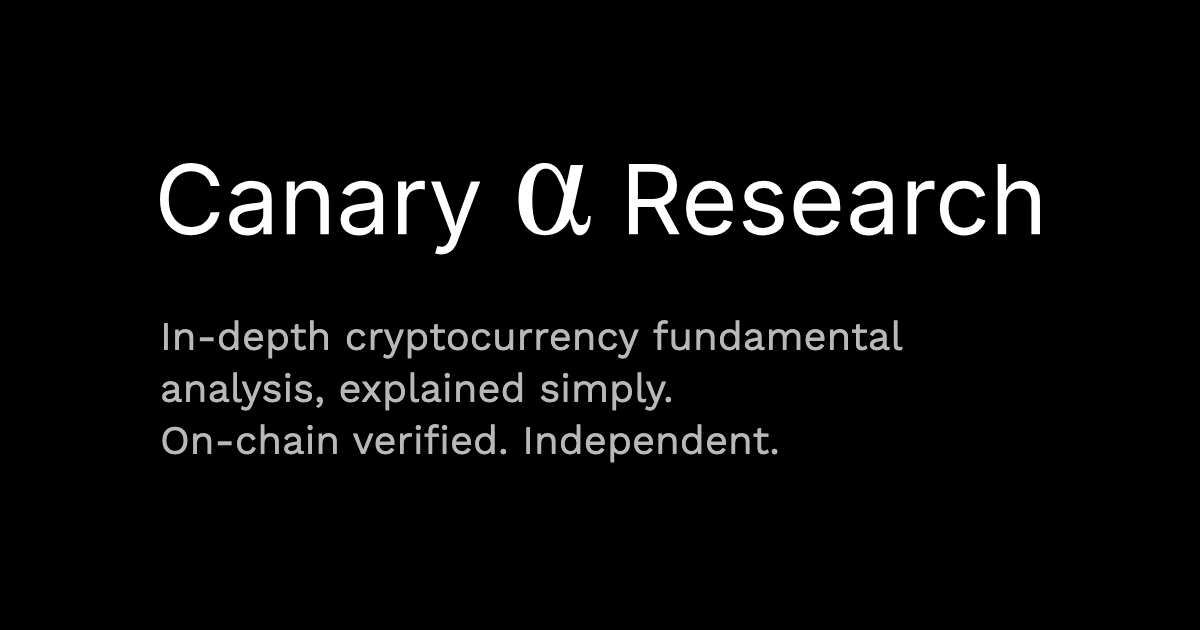 Canary α Research
In-depth cryptocurrency fundamental
analysis, explained simply.
On-chain verified. Independent.